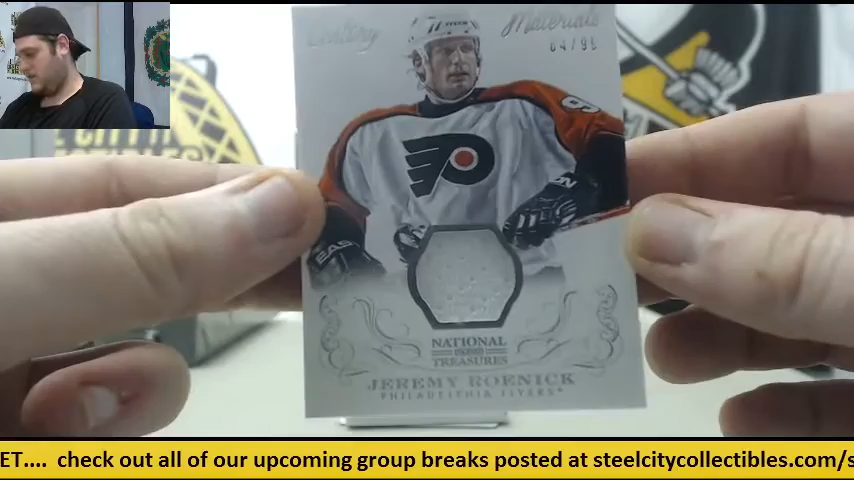 Century Materials
04/99
97
NATIONAL
TREASURES
JEREMY ROENICK
PHILADELPHIA FLYERS
ET.... check out all of our upcoming group breaks posted at steelcitycollectibles.com/s